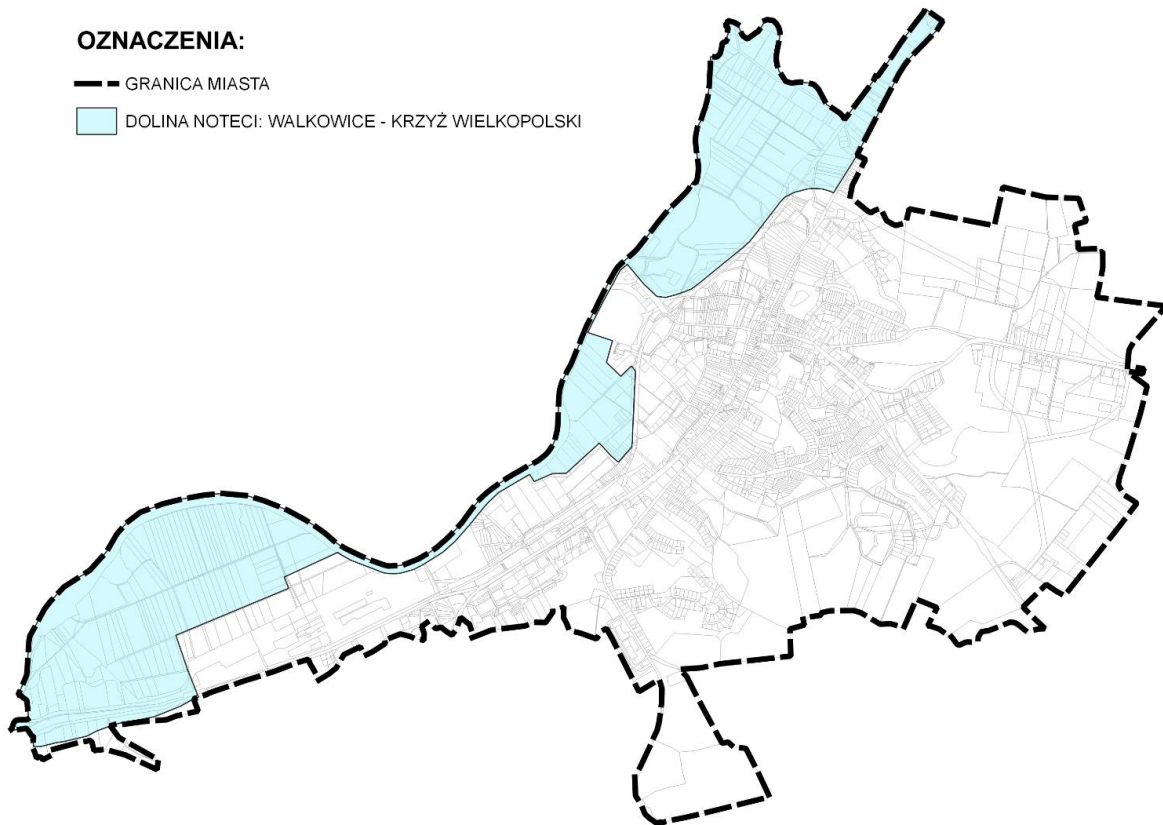 OZNACZENIA:
GRANICA MIASTA
DOLINA NOTECI: WALKOWICE - KRZYŻ WIELKOPOLSKI